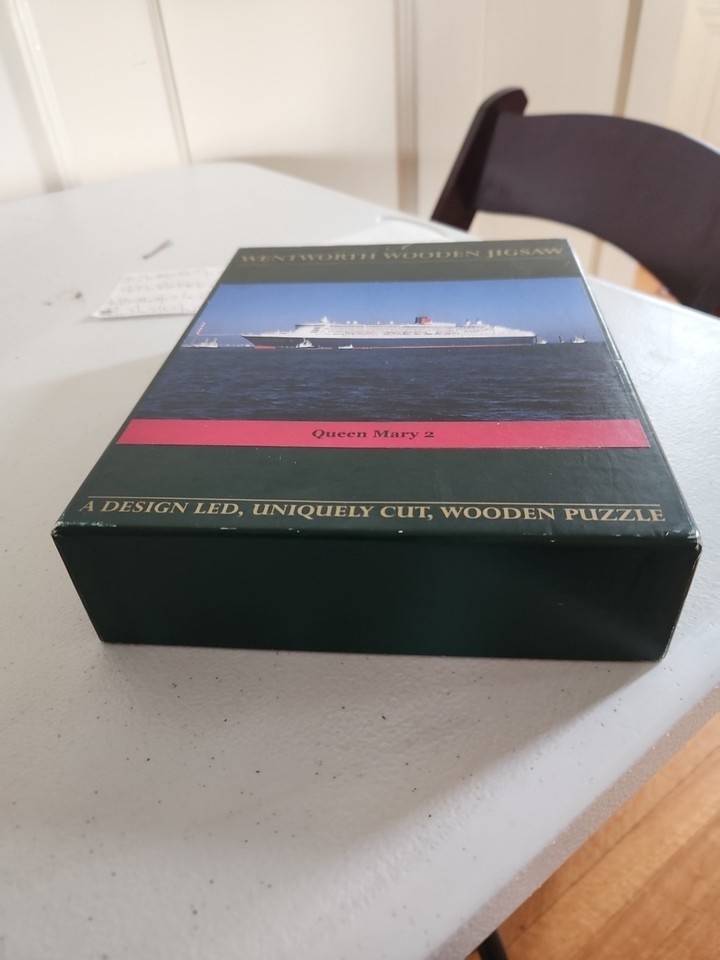 WENTWORTH WOODEN JIGSAW
Queen Mary 2
A DESIGN LED, UNIQUELY CUT, WOODEN PUZZLE